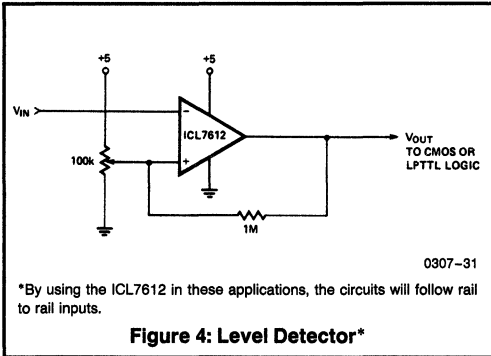 +5
+5
VIN
ICL7612
−
+
100k
VOUT
TO CMOS OR
LPTTL LOGIC
1M
0307–31
*By using the ICL7612 in these applications, the circuits will follow rail
to rail inputs.
Figure 4: Level Detector*